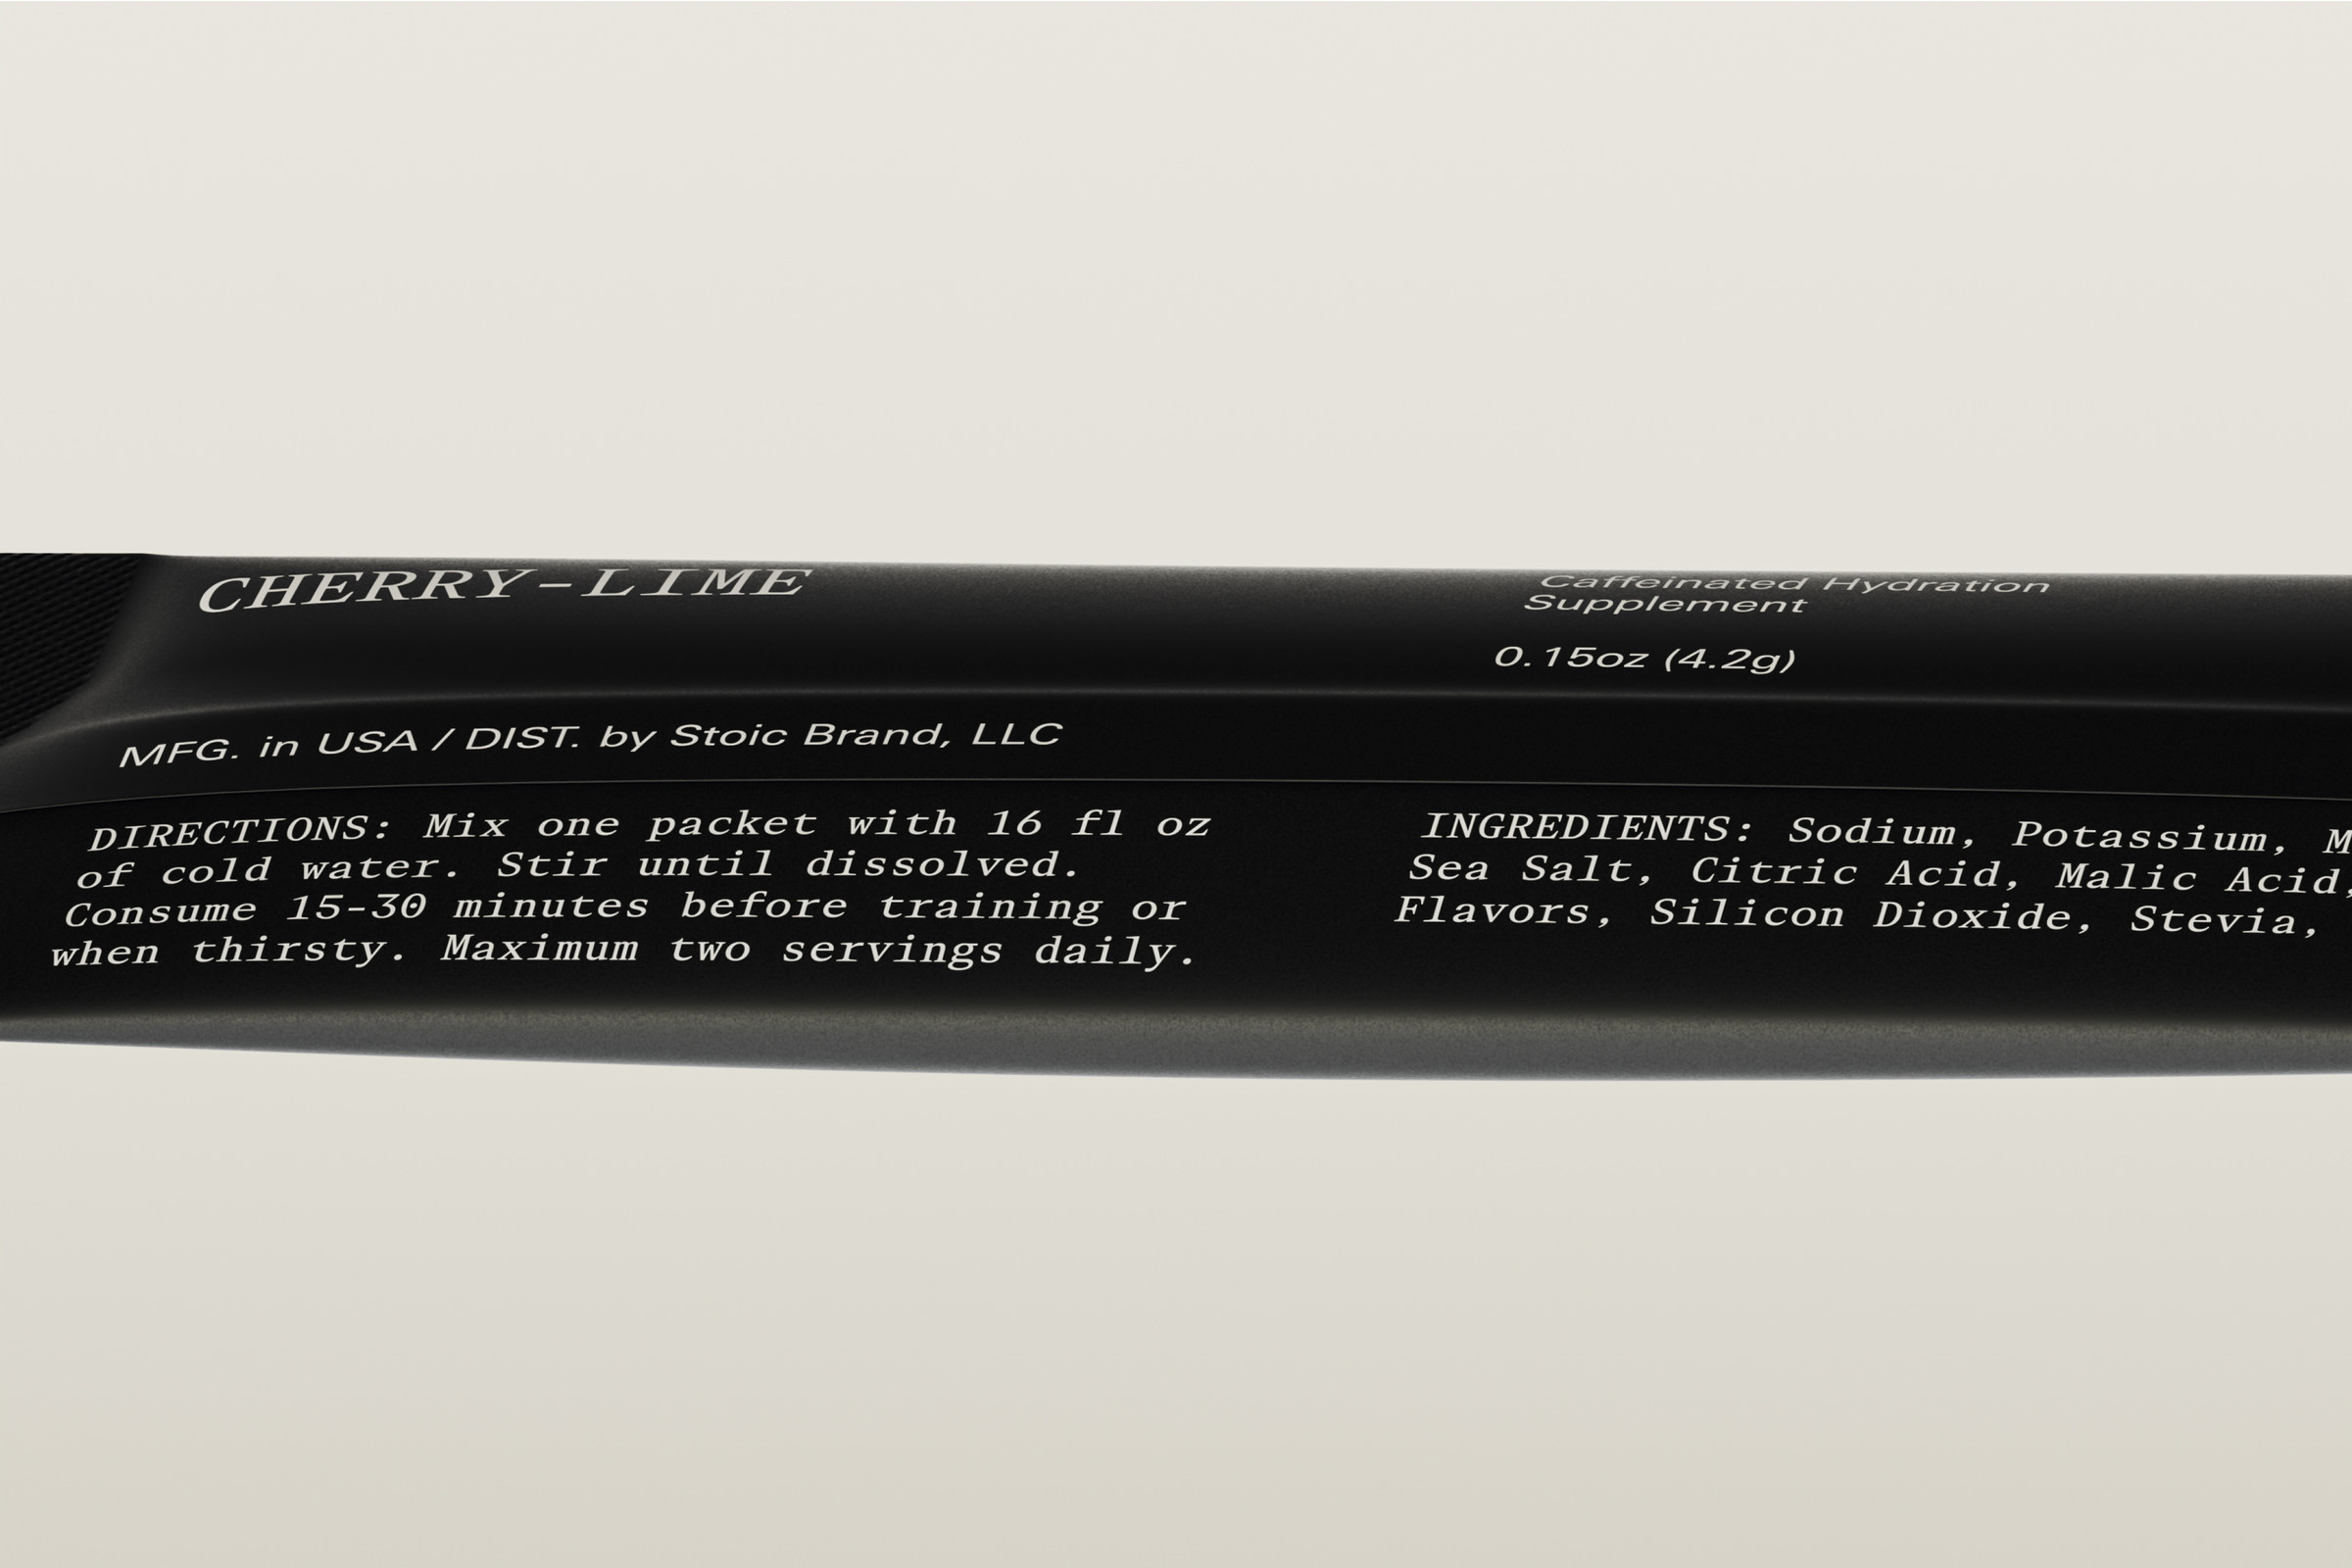 CHERRY-LIME
Caffeinated Hydration
Supplement
0.15oz (4.2g)
MFG. in USA / DIST. by Stoic Brand, LLC
DIRECTIONS: Mix one packet with 16 fl oz
of cold water. Stir until dissolved.
Consume 15-30 minutes before training or
when thirsty. Maximum two servings daily.
INGREDIENTS: Sodium, Potassium,
Sea Salt, Citric Acid, Malic Acid,
Flavors, Silicon Dioxide, Stevia,